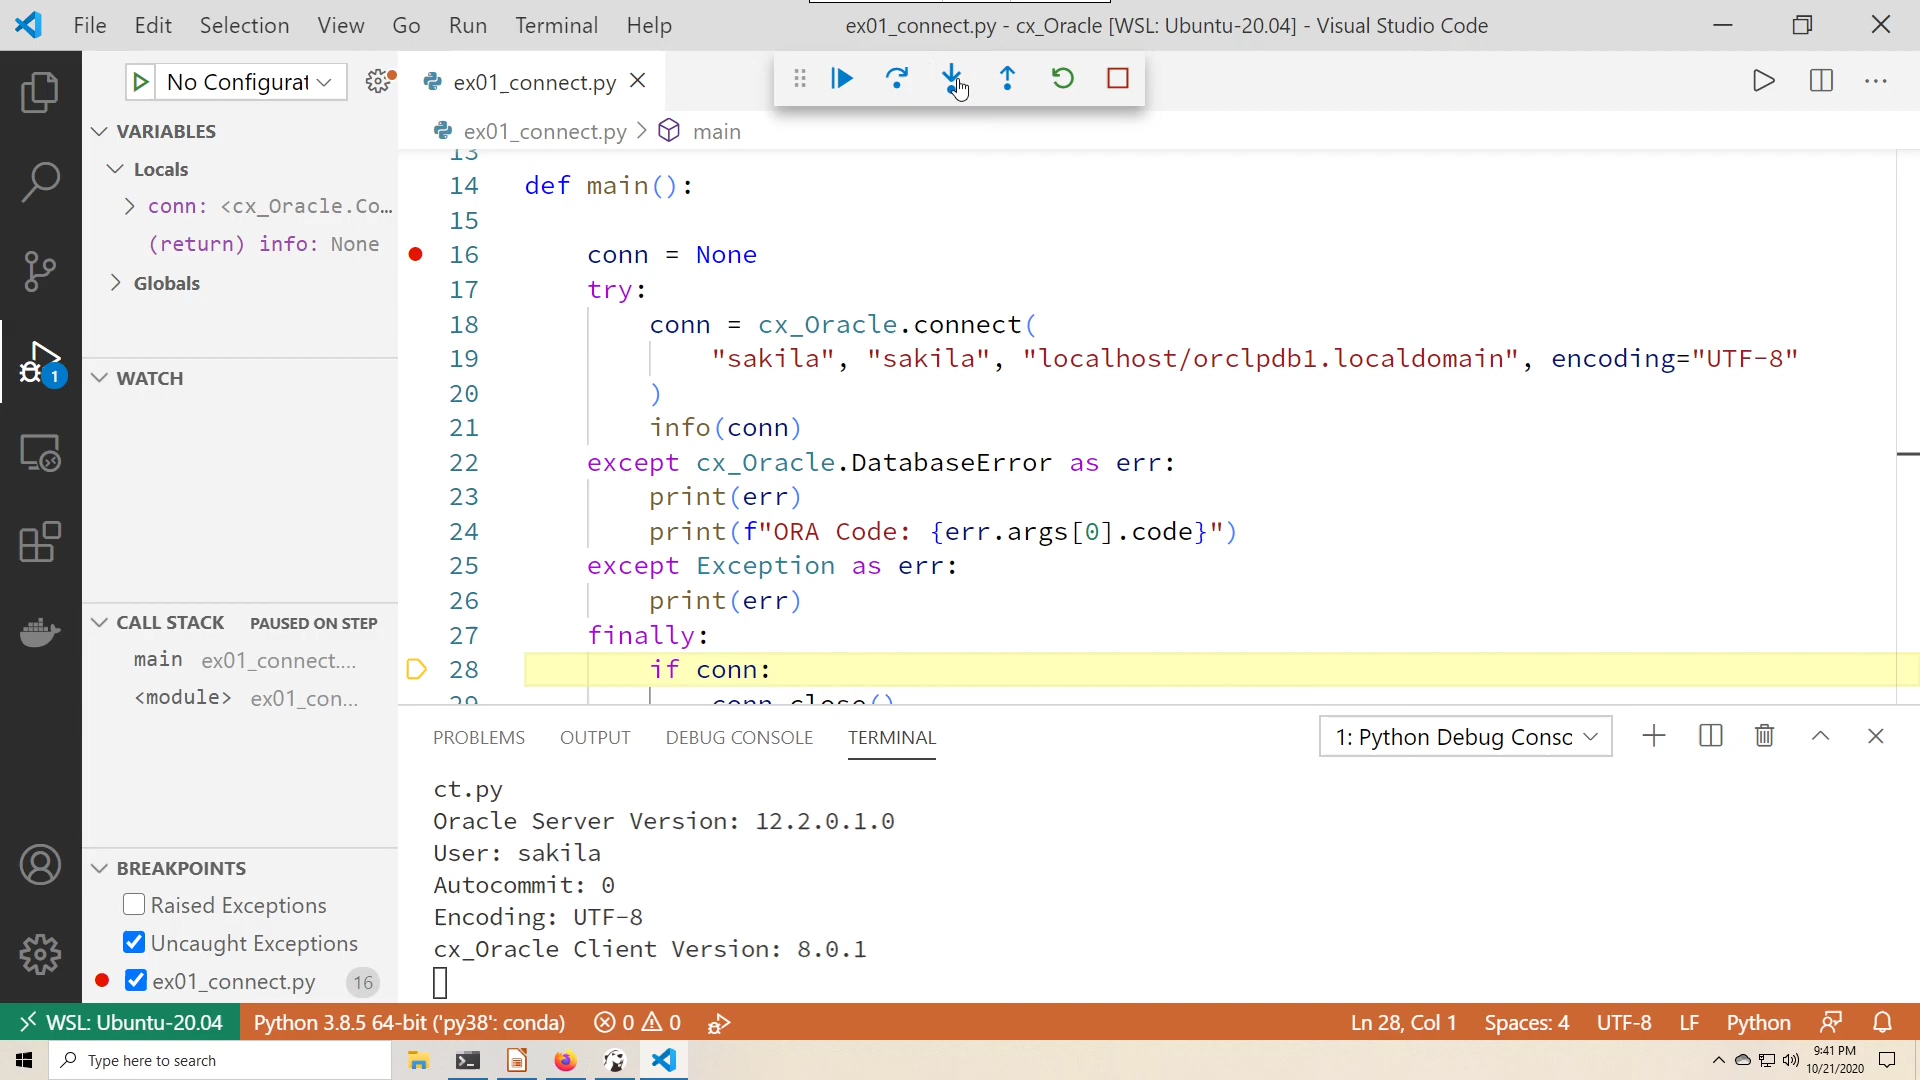 File Edit Selection View Go Run Terminal Help
ex01_connect.py - cx_Oracle [WSL: Ubuntu-20.04] - Visual Studio Code
No Configurat
ex01_connect.py
ex01_connect.py > main
VARIABLES
Locals
conn: <cx_Oracle.Co...
(return) info: None
Globals
WATCH
CALL STACK PAUSED ON STEP
main ex01_connect....
<module> ex01_con...
BREAKPOINTS
Raised Exceptions
Uncaught Exceptions
ex01_connect.py 16
1
13
14 def main():
15
16 conn = None
17 try:
18 conn = cx_Oracle.connect(
19 "sakila", "sakila", "localhost/orclpdb1.localdomain", encoding="UTF-8"
20 )
21 info(conn)
22 except cx_Oracle.DatabaseError as err:
23 print(err)
24 print(f"ORA Code: {err.args[0].code}")
25 except Exception as err:
26 print(err)
27 finally:
28 if conn:
29 conn.close()
PROBLEMS OUTPUT DEBUG CONSOLE TERMINAL
1: Python Debug Consc
ct.py
Oracle Server Version: 12.2.0.1.0
User: sakila
Autocommit: 0
Encoding: UTF-8
cx_Oracle Client Version: 8.0.1
WSL: Ubuntu-20.04 Python 3.8.5 64-bit ('py38': conda) 0 0 Ln 28, Col 1 Spaces: 4 UTF-8 LF Python
Type here to search
9:41 PM
10/21/2020